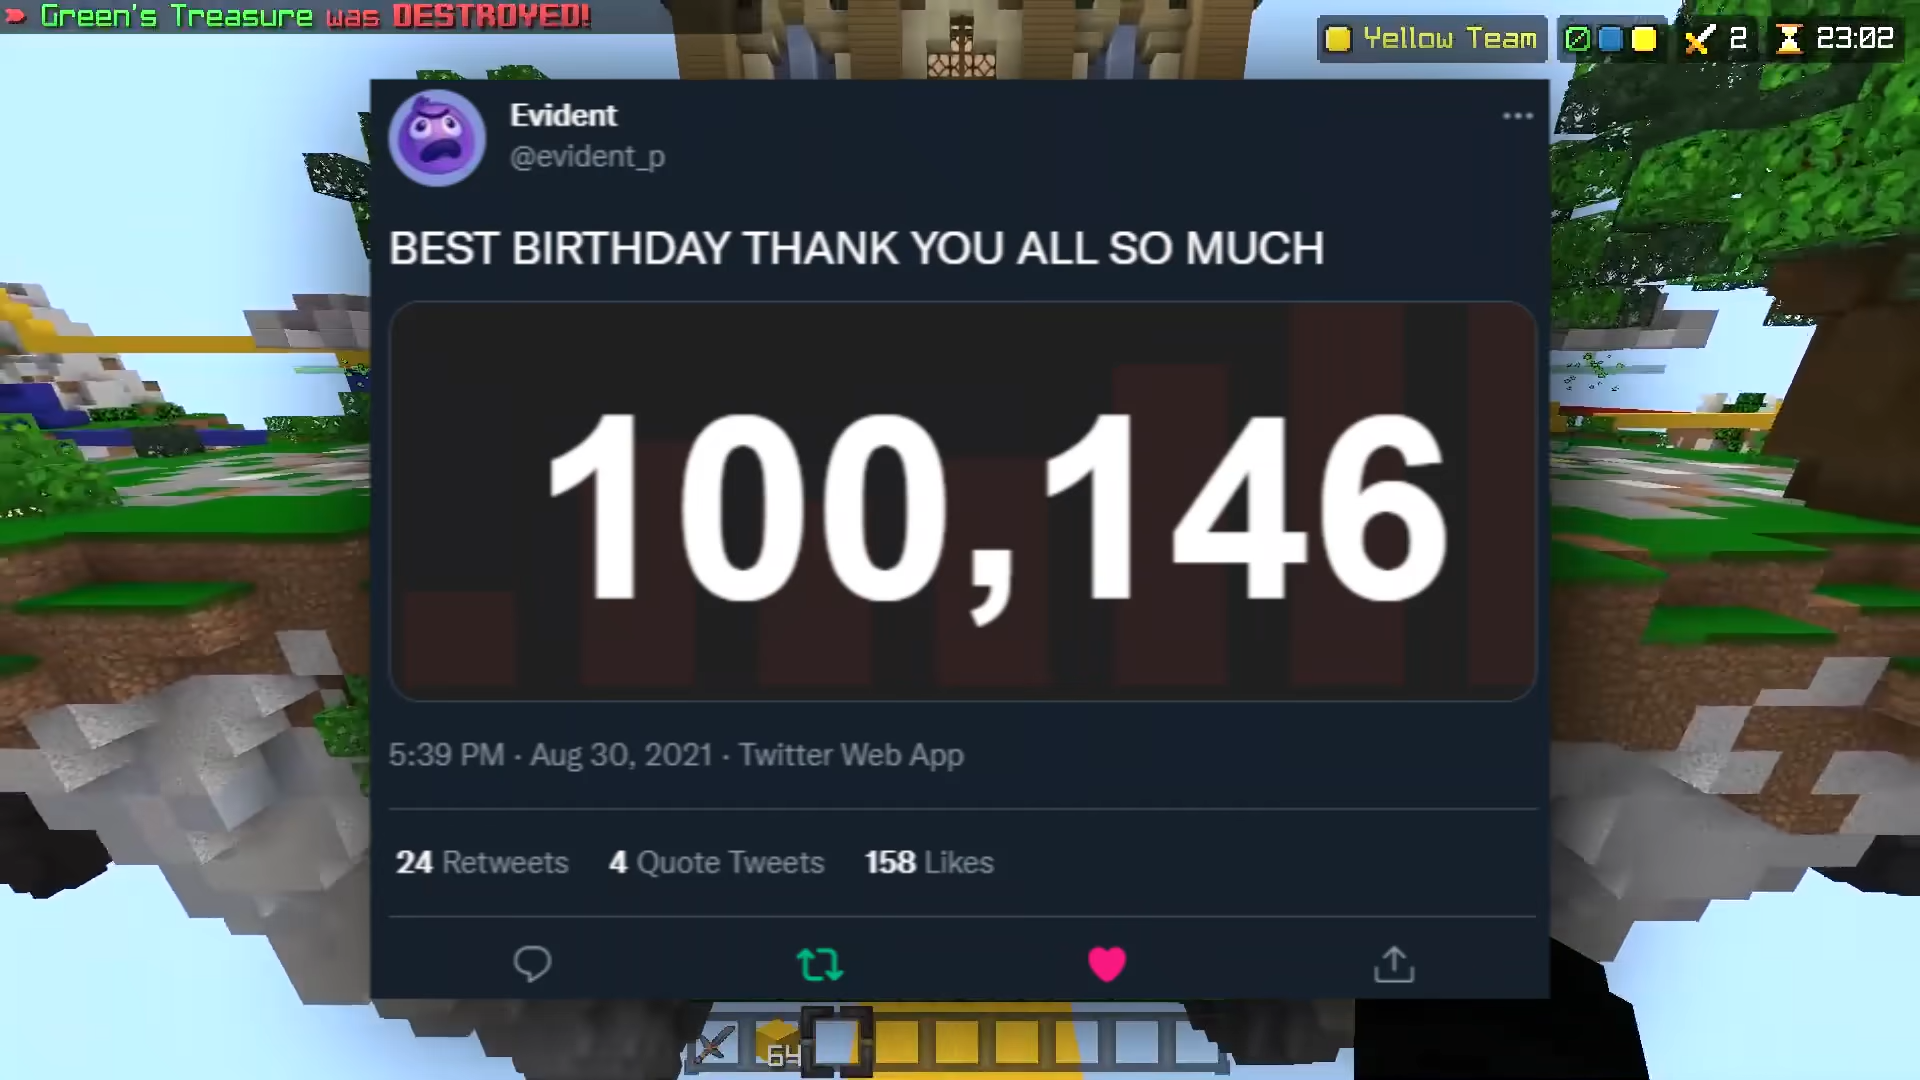 Green's Treasure was DESTROYED!
Yellow Team
2
23:02
Evident
@evident_p
BEST BIRTHDAY THANK YOU ALL SO MUCH
100,146
5:39 PM · Aug 30, 2021 · Twitter Web App
24 Retweets 4 Quote Tweets 158 Likes
64